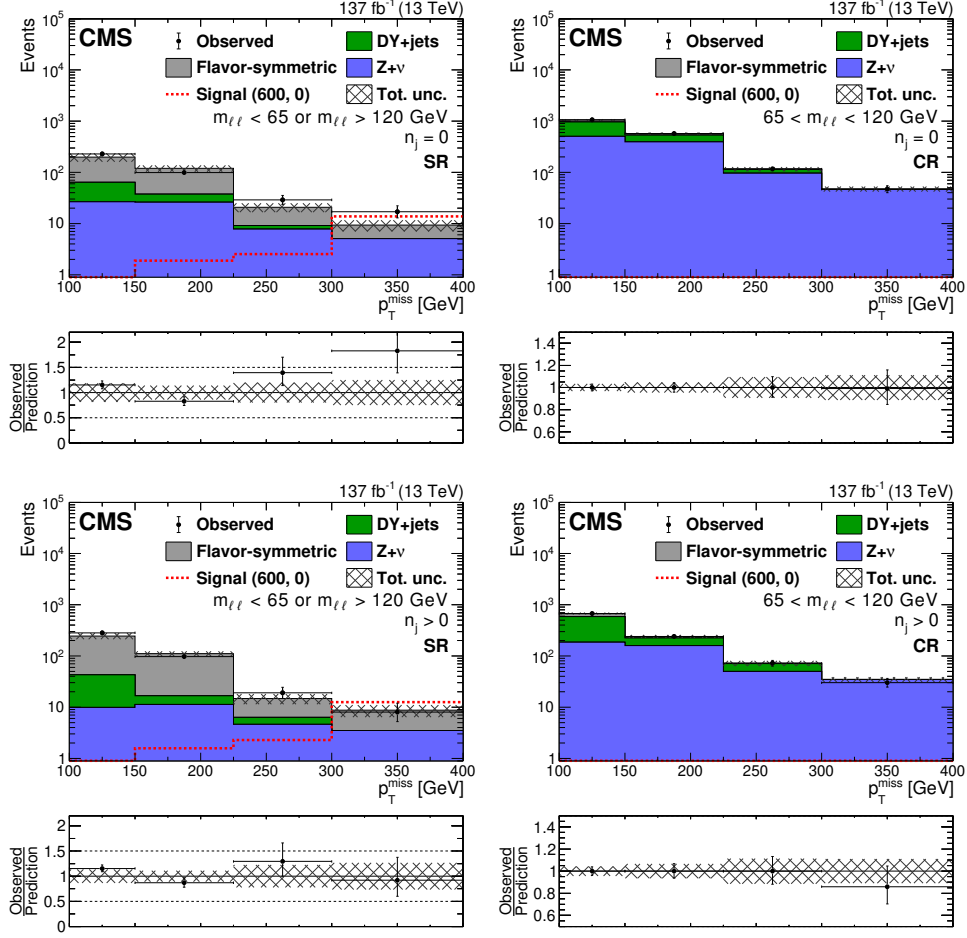 137 fb⁻¹ (13 TeV)
CMS
Observed
DY+jets
Flavor-symmetric
Z+ν
Signal (600, 0)
Tot. unc.
m_ℓℓ < 65 or m_ℓℓ > 120 GeV
n_j = 0
SR
Events
10⁵
10⁴
10³
10²
10
1
100 150 200 250 300 350 400
p_T^miss [GeV]
Observed
Prediction
2
1.5
1
0.5
0
137 fb⁻¹ (13 TeV)
CMS
Observed
DY+jets
Flavor-symmetric
Z+ν
Signal (600, 0)
Tot. unc.
65 < m_ℓℓ < 120 GeV
n_j = 0
CR
Events
10⁵
10⁴
10³
10²
10
1
100 150 200 250 300 350 400
p_T^miss [GeV]
Observed
Prediction
1.4
1.2
1.0
0.8
0.6
137 fb⁻¹ (13 TeV)
CMS
Observed
DY+jets
Flavor-symmetric
Z+ν
Signal (600, 0)
Tot. unc.
m_ℓℓ < 65 or m_ℓℓ > 120 GeV
n_j > 0
SR
Events
10⁵
10⁴
10³
10²
10
1
100 150 200 250 300 350 400
p_T^miss [GeV]
Observed
Prediction
2
1.5
1
0.5
0
137 fb⁻¹ (13 TeV)
CMS
Observed
DY+jets
Flavor-symmetric
Z+ν
Signal (600, 0)
Tot. unc.
65 < m_ℓℓ < 120 GeV
n_j > 0
CR
Events
10⁵
10⁴
10³
10²
10
1
100 150 200 250 300 350 400
p_T^miss [GeV]
Observed
Prediction
1.4
1.2
1.0
0.8
0.6